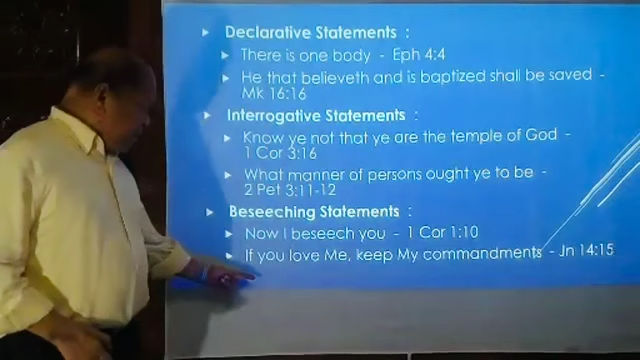 Declarative Statements :
There is one body - Eph 4:4
He that believeth and is baptized shall be saved -
Mk 16:16
Interrogative Statements :
Know ye not that ye are the temple of God -
1 Cor 3:16
What manner of persons ought ye to be -
2 Pet 3:11-12
Beseeching Statements :
Now I beseech you - 1 Cor 1:10
If you love Me, keep My commandments - Jn 14:15